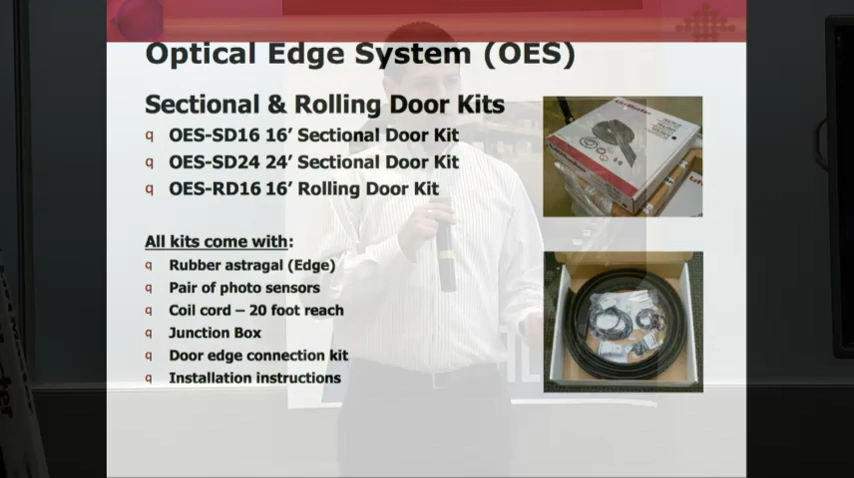 Optical Edge System (OES)
Sectional & Rolling Door Kits
q OES-SD16 16’ Sectional Door Kit
q OES-SD24 24’ Sectional Door Kit
q OES-RD16 16’ Rolling Door Kit
All kits come with:
q Rubber astragal (Edge)
q Pair of photo sensors
q Coil cord – 20 foot reach
q Junction Box
q Door edge connection kit
q Installation instructions
LiftMaster